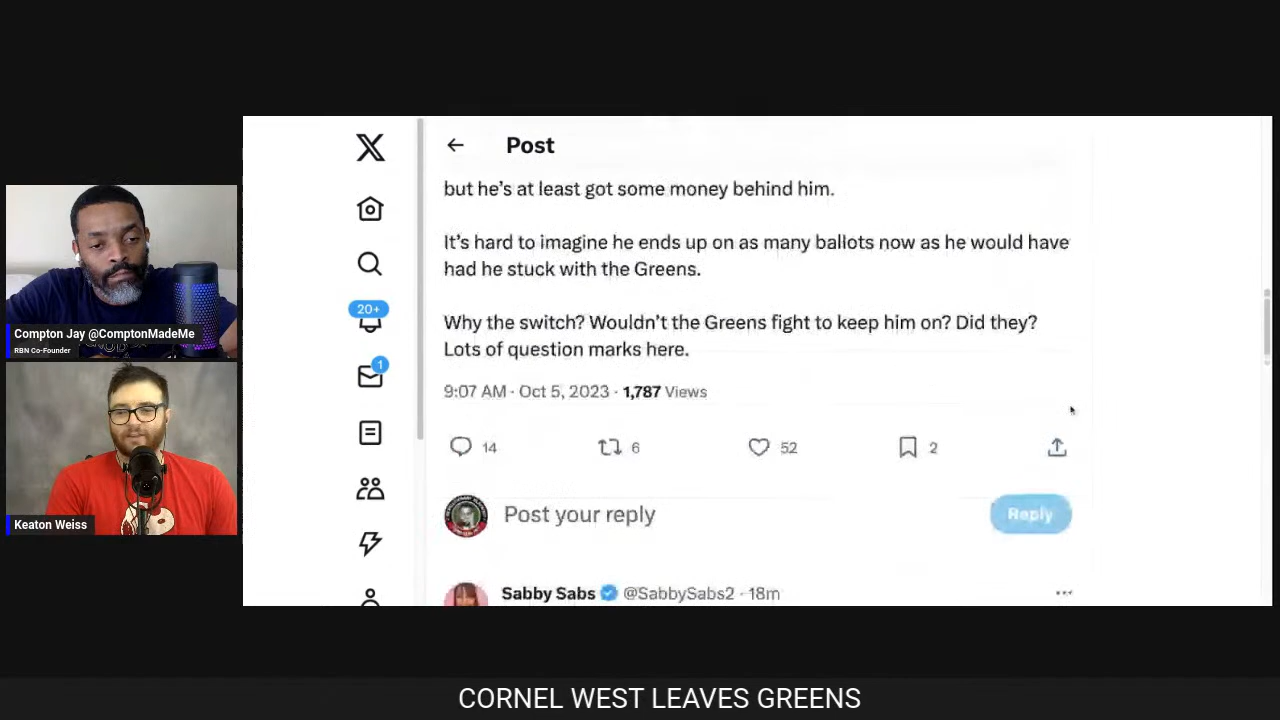 Compton Jay @ComptonMadeMe
RBN Co-Founder
Keaton Weiss
20+
1
Post
but he's at least got some money behind him.
It's hard to imagine he ends up on as many ballots now as he would have
had he stuck with the Greens.
Why the switch? Wouldn't the Greens fight to keep him on? Did they?
Lots of question marks here.
9:07 AM · Oct 5, 2023 · 1,787 Views
14 6 52 2
Post your reply
Reply
Sabby Sabs @SabbySabs2 · 18m
CORNEL WEST LEAVES GREENS